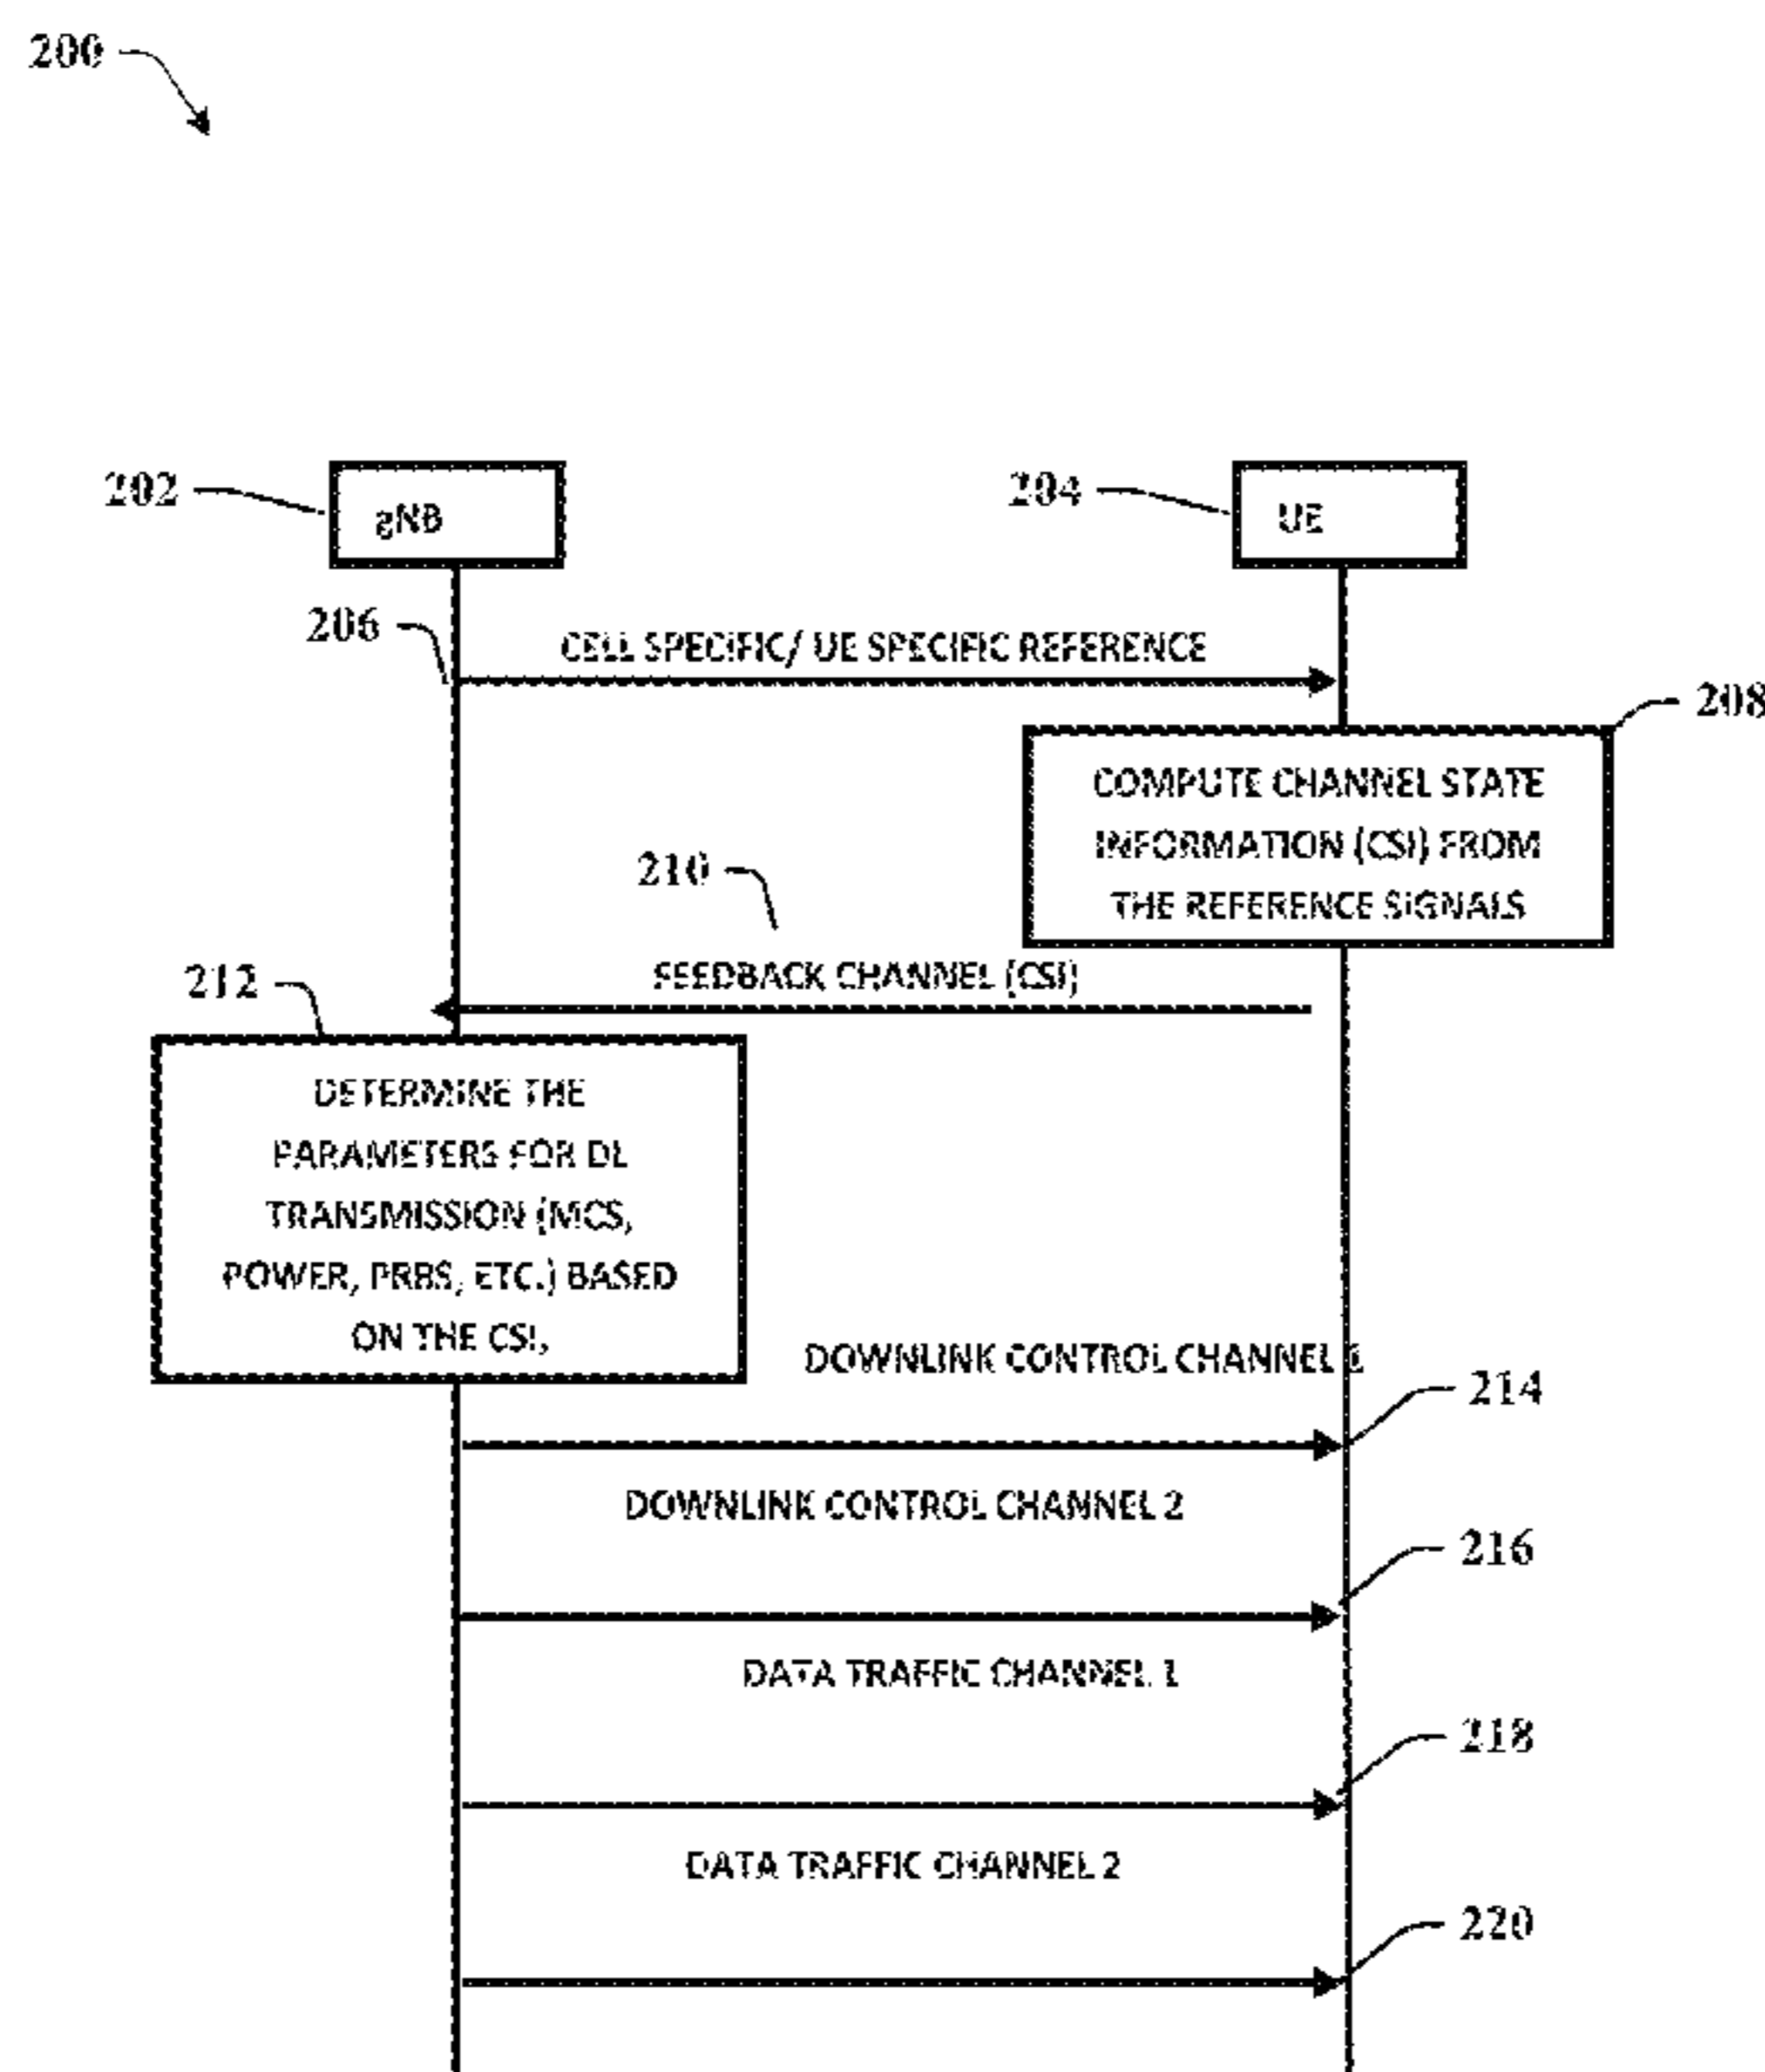 200
202
gNB
204
UE
206
CELL SPECIFIC/ UE SPECIFIC REFERENCE
208
COMPUTE CHANNEL STATE
INFORMATION (CSI) FROM
THE REFERENCE SIGNALS
210
FEEDBACK CHANNEL (CSI)
212
DETERMINE THE
PARAMETERS FOR DL
TRANSMISSION (MCS,
POWER, PRBS, ETC.) BASED
ON THE CSI,
DOWNLINK CONTROL CHANNEL 1
214
DOWNLINK CONTROL CHANNEL 2
216
DATA TRAFFIC CHANNEL 1
218
DATA TRAFFIC CHANNEL 2
220